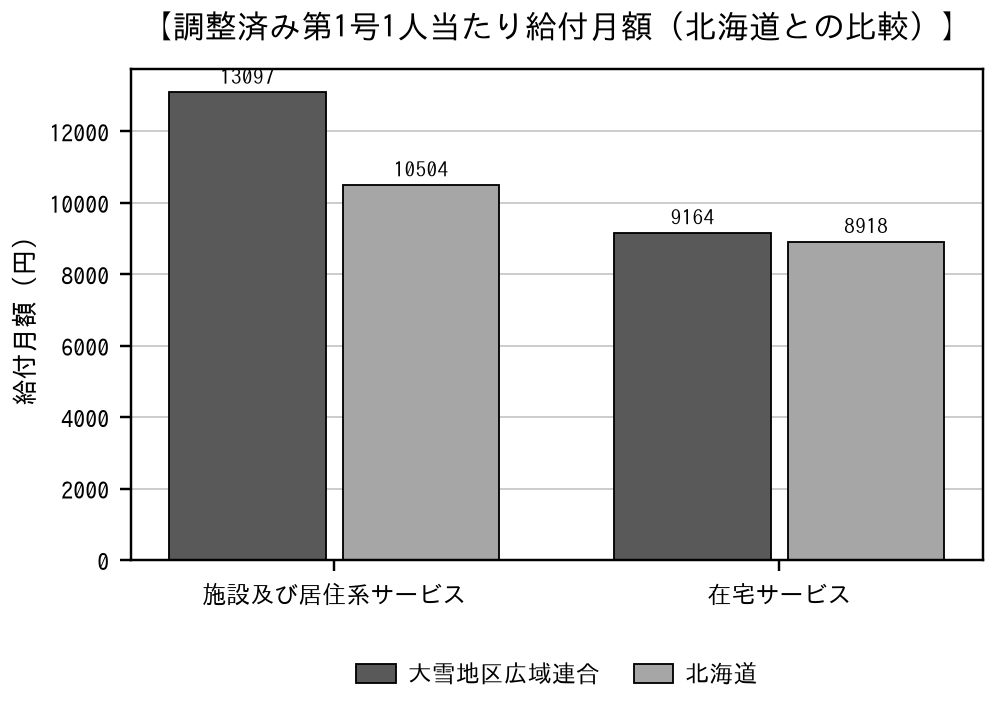 【調整済み第1号1人当たり給付月額（北海道との比較）】
給付月額（円）
12000
10000
8000
6000
4000
2000
0
13097
10504
9164
8918
施設及び居住系サービス
在宅サービス
大雪地区広域連合
北海道